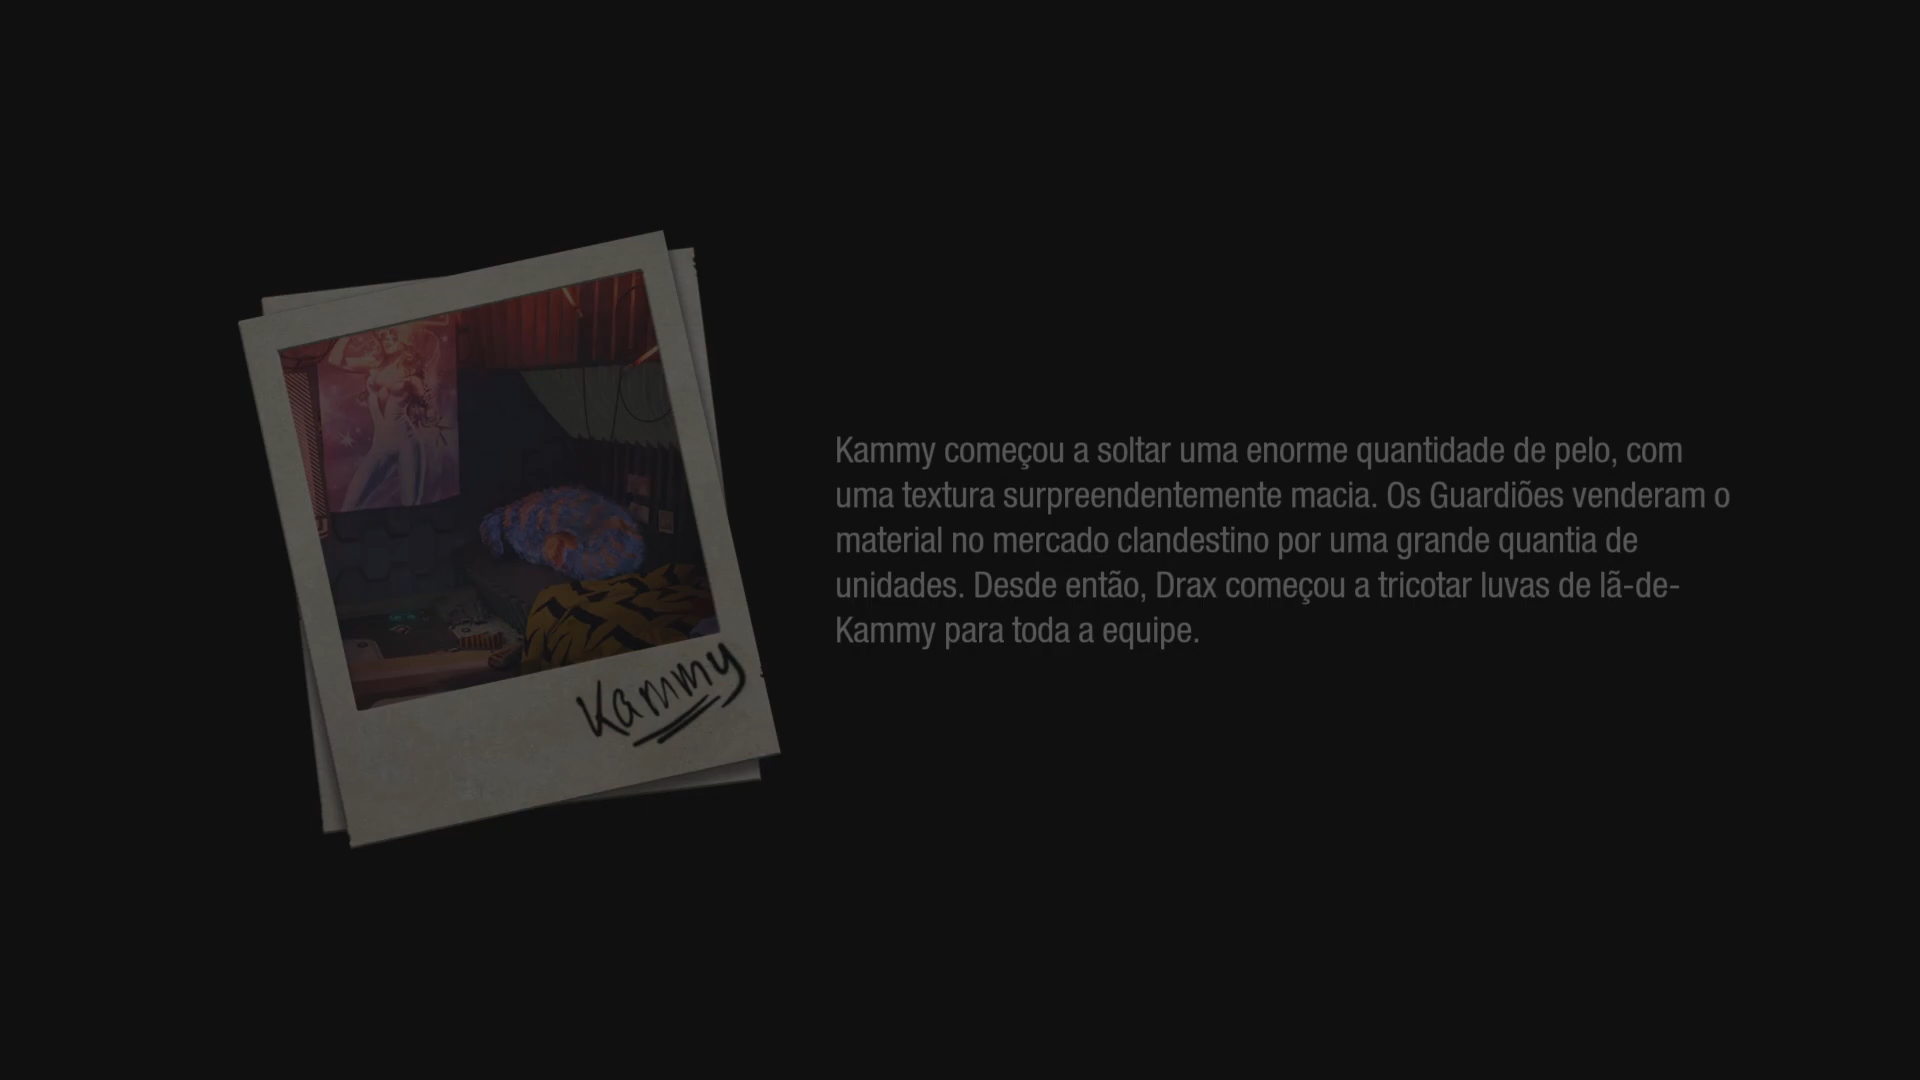 Kammy começou a soltar uma enorme quantidade de pelo, com
uma textura surpreendentemente macia. Os Guardiões venderam o
material no mercado clandestino por uma grande quantia de
unidades. Desde então, Drax começou a tricotar luvas de lã-de-
Kammy para toda a equipe.
Kammy